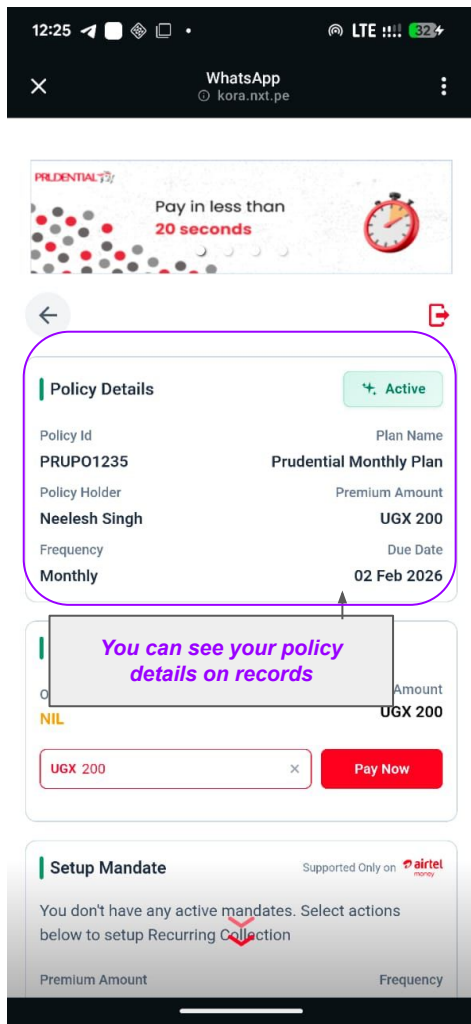 12:25
LTE 32
WhatsApp
kora.nxt.pe
PRUDENTIAL
Pay in less than
20 seconds
Policy Details
Active
Policy Id Plan Name
PRUPO1235 Prudential Monthly Plan
Policy Holder Premium Amount
Neelesh Singh UGX 200
Frequency Due Date
Monthly 02 Feb 2026
You can see your policy
details on records
Amount
NIL UGX 200
UGX 200 × Pay Now
Setup Mandate Supported Only on airtel
money
You don't have any active mandates. Select actions
below to setup Recurring Collection
Premium Amount Frequency